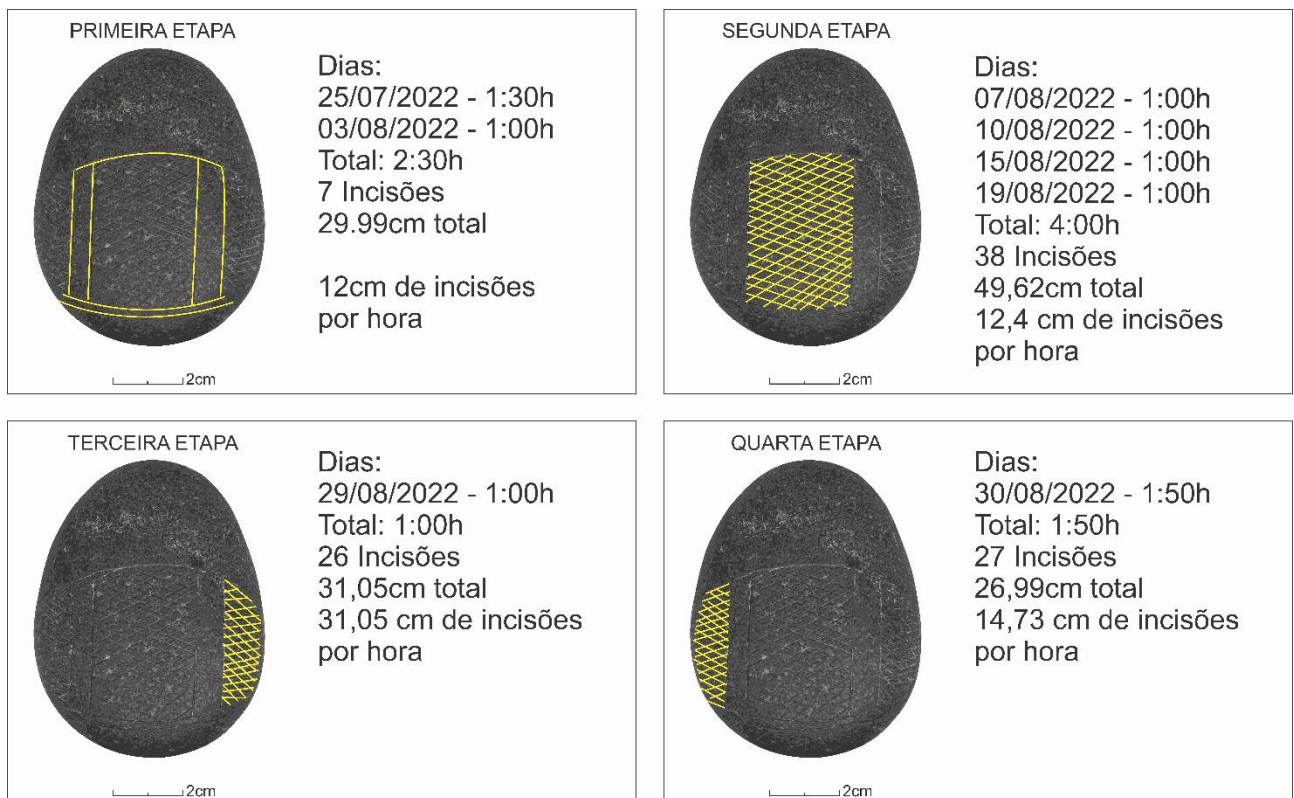 PRIMEIRA ETAPA
Dias:
25/07/2022 - 1:30h
03/08/2022 - 1:00h
Total: 2:30h
7 Incisões
29.99cm total
12cm de incisões
por hora
2cm
SEGUNDA ETAPA
Dias:
07/08/2022 - 1:00h
10/08/2022 - 1:00h
15/08/2022 - 1:00h
19/08/2022 - 1:00h
Total: 4:00h
38 Incisões
49,62cm total
12,4 cm de incisões
por hora
2cm
TERCEIRA ETAPA
Dias:
29/08/2022 - 1:00h
Total: 1:00h
26 Incisões
31,05cm total
31,05 cm de incisões
por hora
2cm
QUARTA ETAPA
Dias:
30/08/2022 - 1:50h
Total: 1:50h
27 Incisões
26,99cm total
14,73 cm de incisões
por hora
2cm